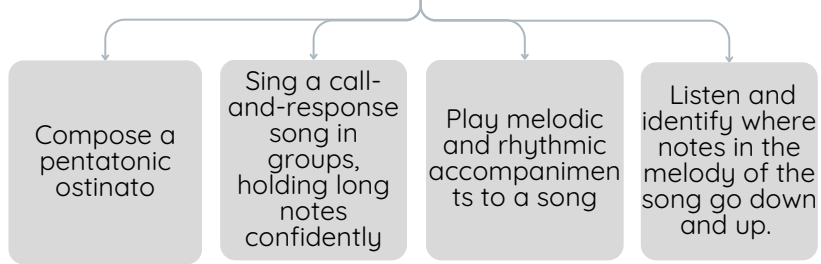 Compose a
pentatonic
ostinato
Sing a call-
and-response
song in
groups,
holding long
notes
confidently
Play melodic
and rhythmic
accompanimen
ts to a song
Listen and
identify where
notes in the
melody of the
song go down
and up.